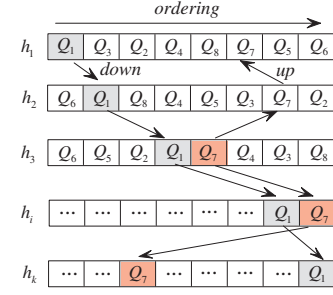 ordering
h1 Q1 Q3 Q2 Q4 Q8 Q7 Q5 Q6
down up
h2 Q6 Q1 Q8 Q4 Q5 Q3 Q7 Q2
h3 Q6 Q5 Q2 Q1 Q7 Q4 Q3 Q8
hi ... ... ... ... ... ... Q1 Q7
hk ... ... Q7 ... ... ... ... Q1